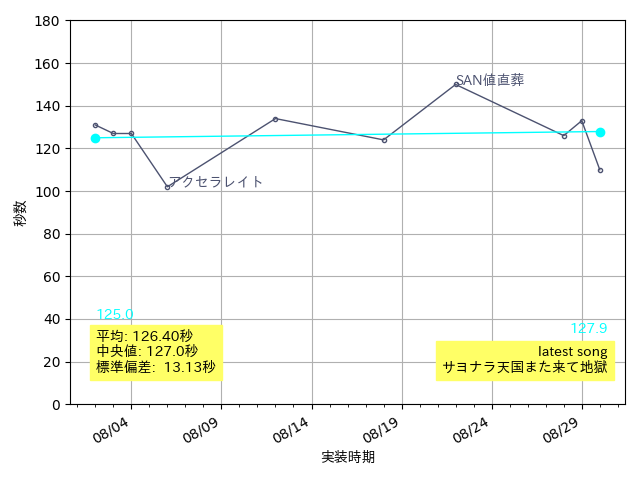 180
160
140
120
100
80
60
40
20
0
秒数
SAN値直葬
アクセラレイト
125.0
127.9
平均: 126.40秒
中央値: 127.0秒
標準偏差: 13.13秒
latest song
サヨナラ天国また来て地獄
08/04
08/09
08/14
08/19
08/24
08/29
実装時期